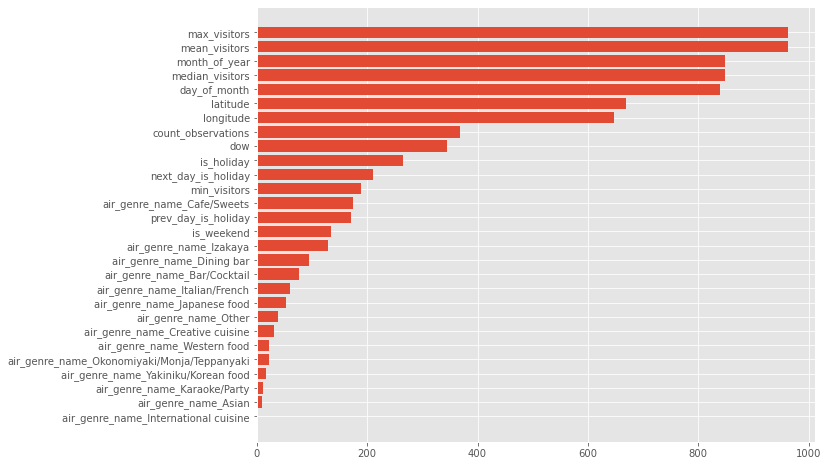 max_visitors
mean_visitors
month_of_year
median_visitors
day_of_month
latitude
longitude
count_observations
dow
is_holiday
next_day_is_holiday
min_visitors
air_genre_name_Cafe/Sweets
prev_day_is_holiday
is_weekend
air_genre_name_Izakaya
air_genre_name_Dining bar
air_genre_name_Bar/Cocktail
air_genre_name_Italian/French
air_genre_name_Japanese food
air_genre_name_Other
air_genre_name_Creative cuisine
air_genre_name_Western food
air_genre_name_Okonomiyaki/Monja/Teppanyaki
air_genre_name_Yakiniku/Korean food
air_genre_name_Karaoke/Party
air_genre_name_Asian
air_genre_name_International cuisine
0 200 400 600 800 1000